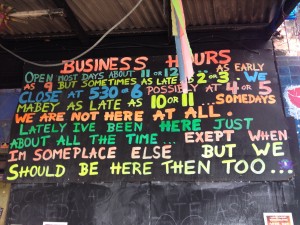 BUSINESS HOURS
OPEN MOST DAYS ABOUT 11 OR 12 AS EARLY
AS 9 BUT SOMETIMES AS LATE AS 2 OR 3. WE
CLOSE AT 530-6 POSSIBLY AT 4 OR 5
MABEY AS LATE AS 10 OR 11... SOMEDAYS
WE ARE NOT HERE AT ALL.
LATELY IVE BEEN HERE JUST
ABOUT ALL THE TIME... EXEPT WHEN
IM SOMEPLACE ELSE BUT WE
SHOULD BE HERE THEN TOO...